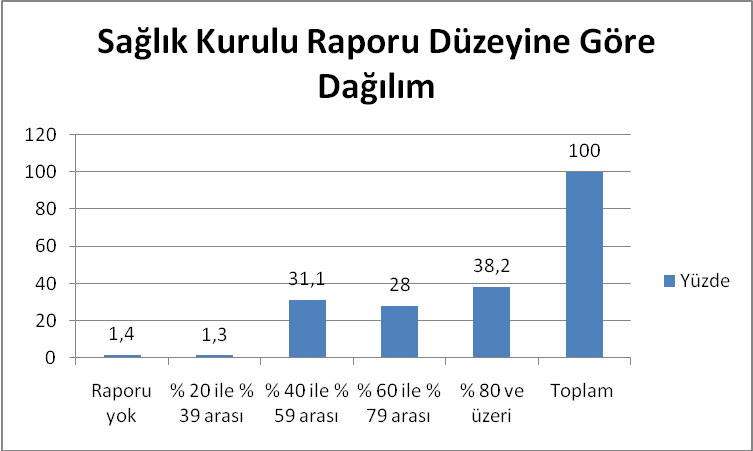 Sağlık Kurulu Raporu Düzeyine Göre
Dağılım
120
100
80
60
40
20
0
1,4
1,3
31,1
28
38,2
100
Raporu
yok
% 20 ile %
39 arası
% 40 ile %
59 arası
% 60 ile %
79 arası
% 80 ve
üzeri
Toplam
Yüzde